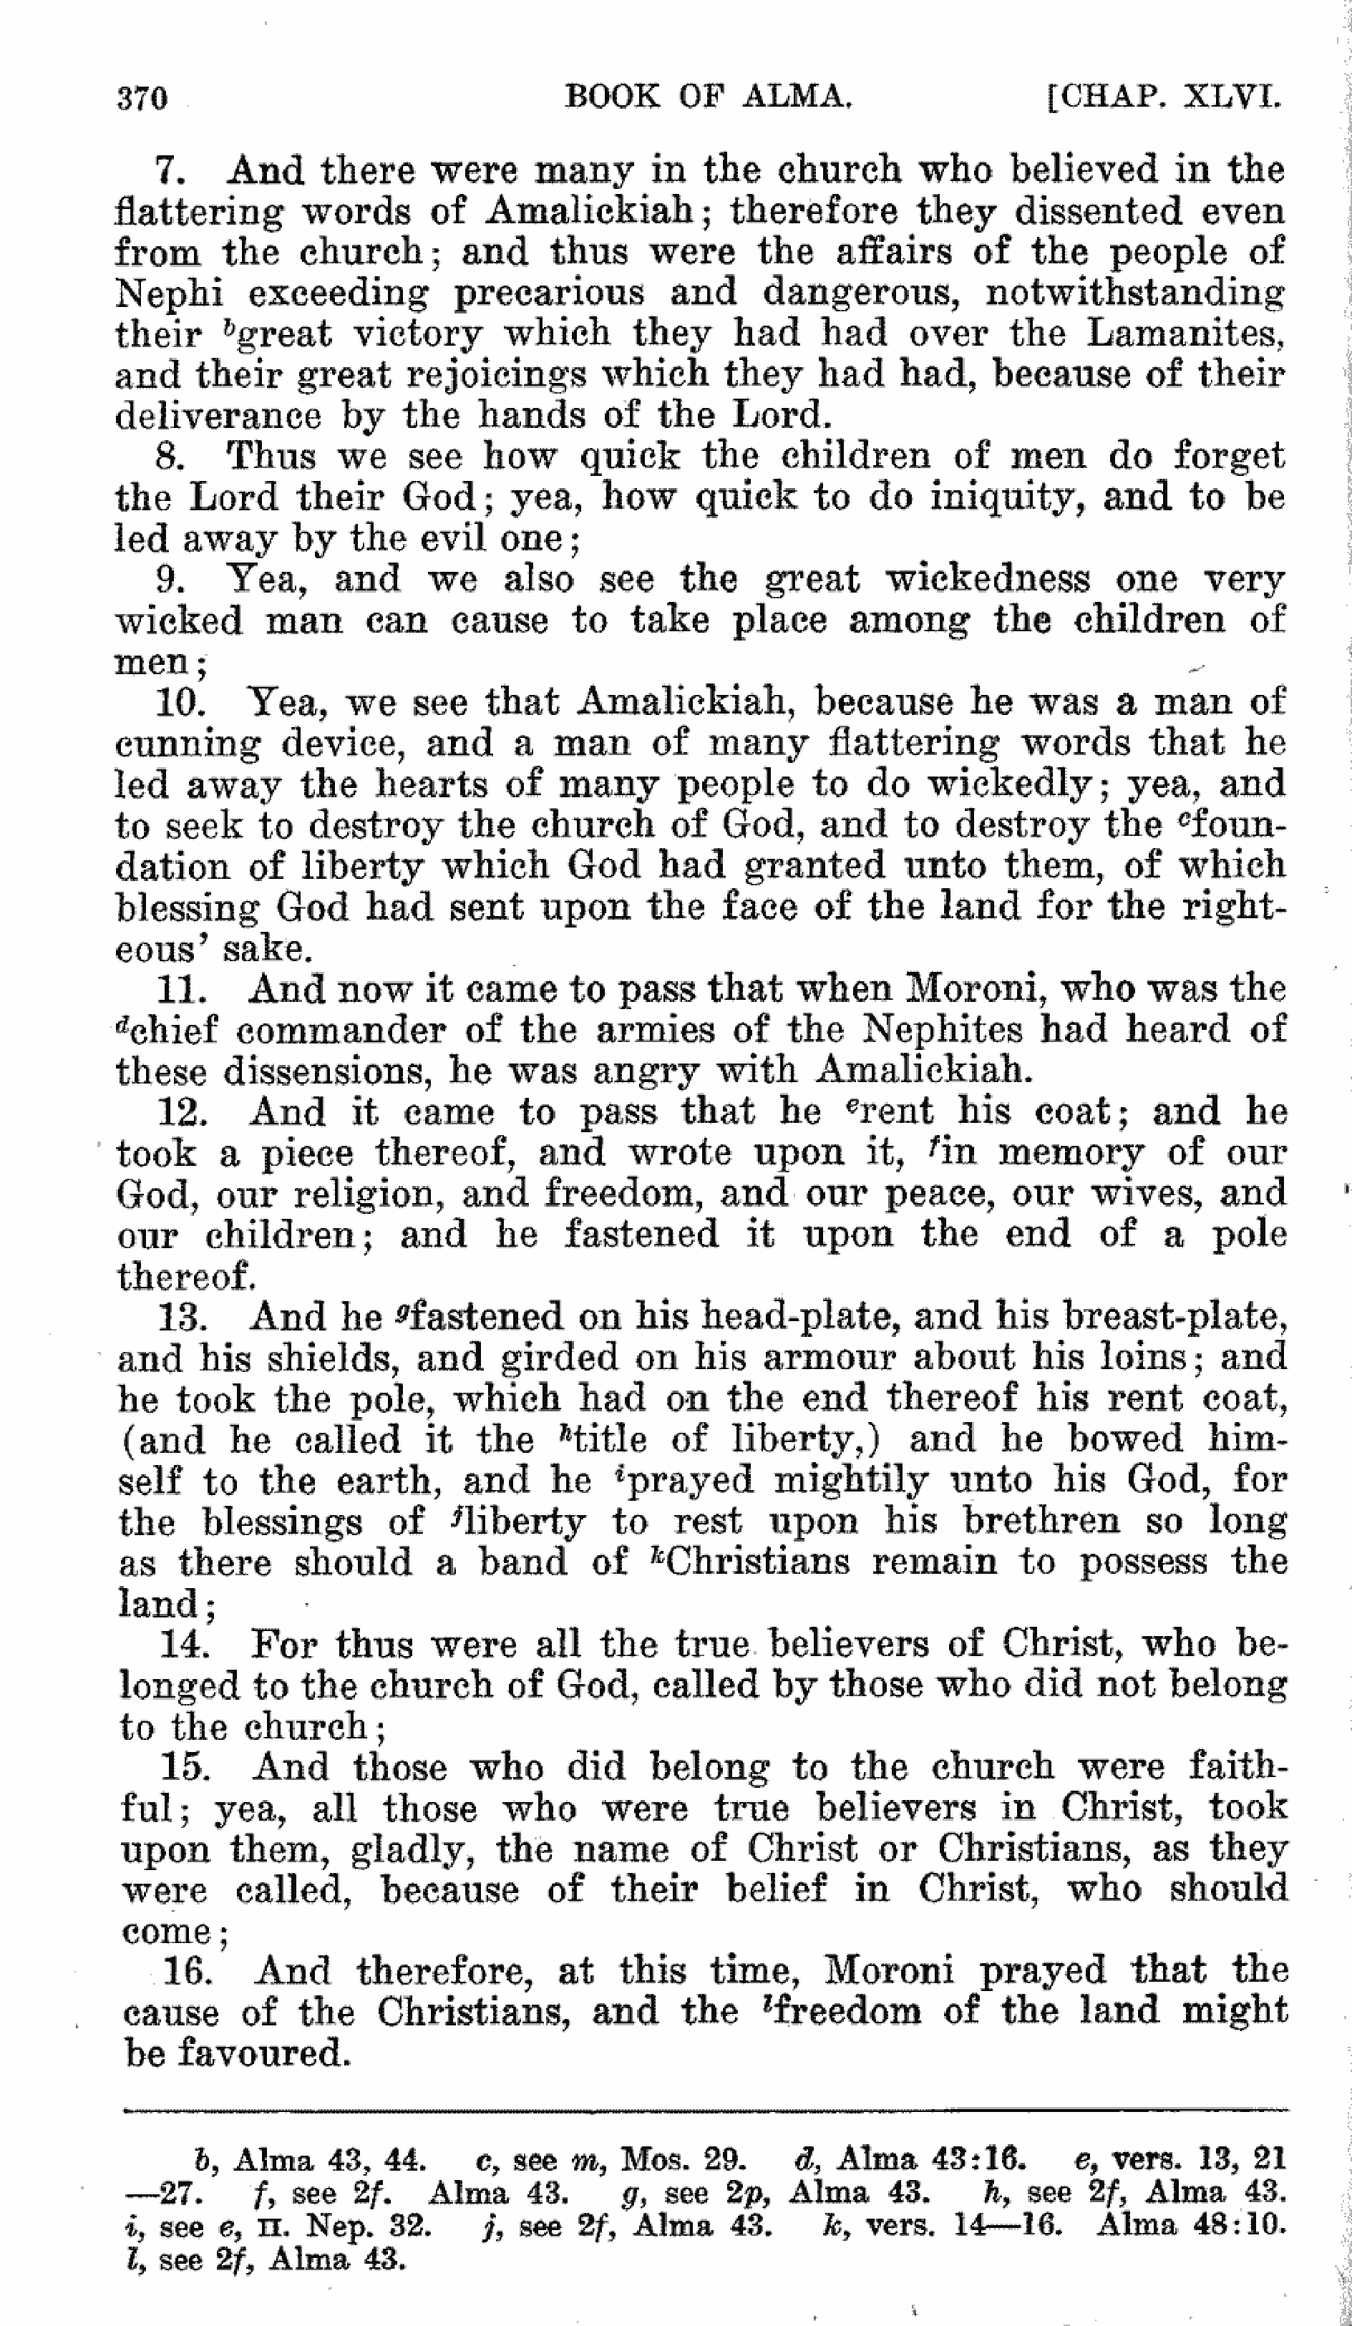 370 BOOK OF ALMA. [CHAP. XLVI.
7. And there were many in the church who believed in the
flattering words of Amalickiah; therefore they dissented even
from the church; and thus were the affairs of the people of
Nephi exceeding precarious and dangerous, notwithstanding
their bgreat victory which they had had over the Lamanites,
and their great rejoicings which they had had, because of their
deliverance by the hands of the Lord.
8. Thus we see how quick the children of men do forget
the Lord their God; yea, how quick to do iniquity, and to be
led away by the evil one;
9. Yea, and we also see the great wickedness one very
wicked man can cause to take place among the children of
men;
10. Yea, we see that Amalickiah, because he was a man of
cunning device, and a man of many flattering words that he
led away the hearts of many people to do wickedly; yea, and
to seek to destroy the church of God, and to destroy the cfoun-
dation of liberty which God had granted unto them, of which
blessing God had sent upon the face of the land for the right-
eous' sake.
11. And now it came to pass that when Moroni, who was the
dchief commander of the armies of the Nephites had heard of
these dissensions, he was angry with Amalickiah.
12. And it came to pass that he erent his coat; and he
took a piece thereof, and wrote upon it, fin memory of our
God, our religion, and freedom, and our peace, our wives, and
our children; and he fastened it upon the end of a pole
thereof.
13. And he gfastened on his head-plate, and his breast-plate,
and his shields, and girded on his armour about his loins; and
he took the pole, which had on the end thereof his rent coat,
(and he called it the htitle of liberty,) and he bowed him-
self to the earth, and he iprayed mightily unto his God, for
the blessings of jliberty to rest upon his brethren so long
as there should a band of kChristians remain to possess the
land;
14. For thus were all the true believers of Christ, who be-
longed to the church of God, called by those who did not belong
to the church;
15. And those who did belong to the church were faith-
ful; yea, all those who were true believers in Christ, took
upon them, gladly, the name of Christ or Christians, as they
were called, because of their belief in Christ, who should
come;
16. And therefore, at this time, Moroni prayed that the
cause of the Christians, and the lfreedom of the land might
be favoured.
b, Alma 43, 44. c, see m, Mos. 29. d, Alma 43:16. e, vers. 13, 21
—27. f, see 2f. Alma 43. g, see 2p, Alma 43. h, see 2f, Alma 43.
i, see e, II. Nep. 32. j, see 2f, Alma 43. k, vers. 14—16. Alma 48:10.
l, see 2f, Alma 43.